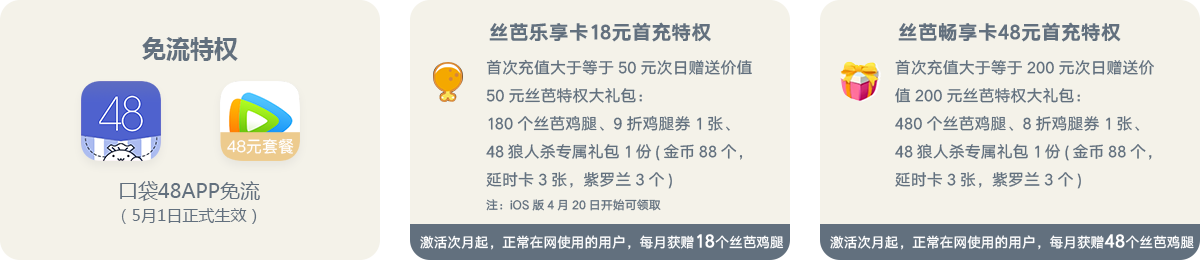 免流特权
48
48元套餐
口袋48APP免流
（5月1日正式生效）
丝芭乐享卡18元首充特权
首次充值大于等于 50 元次日赠送价值
50 元丝芭特权大礼包：
180 个丝芭鸡腿、9 折鸡腿券 1 张、
48 狼人杀专属礼包 1 份 ( 金币 88 个，
延时卡 3 张，紫罗兰 3 个 )
注：iOS 版 4 月 20 日开始可领取
激活次月起，正常在网使用的用户，每月获赠18个丝芭鸡腿
丝芭畅享卡48元首充特权
首次充值大于等于 200 元次日赠送价
值 200 元丝芭特权大礼包：
480 个丝芭鸡腿、8 折鸡腿券 1 张、
48 狼人杀专属礼包 1 份 ( 金币 88 个，
延时卡 3 张，紫罗兰 3 个 )
激活次月起，正常在网使用的用户，每月获赠48个丝芭鸡腿